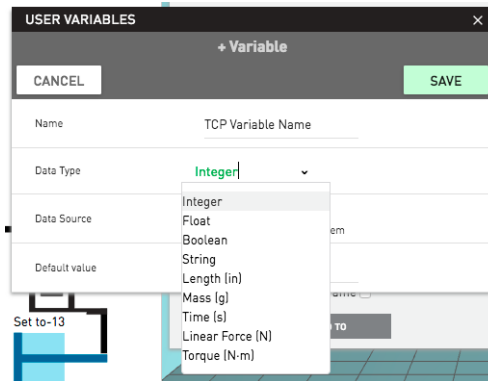 USER VARIABLES ×
+ Variable
CANCEL SAVE
Name TCP Variable Name
Data Type Integer
Integer
Float
Boolean
Data Source
String
Length (in)
Default value
Mass (g)
Time (s)
Set to-13
Linear Force (N)
TO
Torque (N·m)